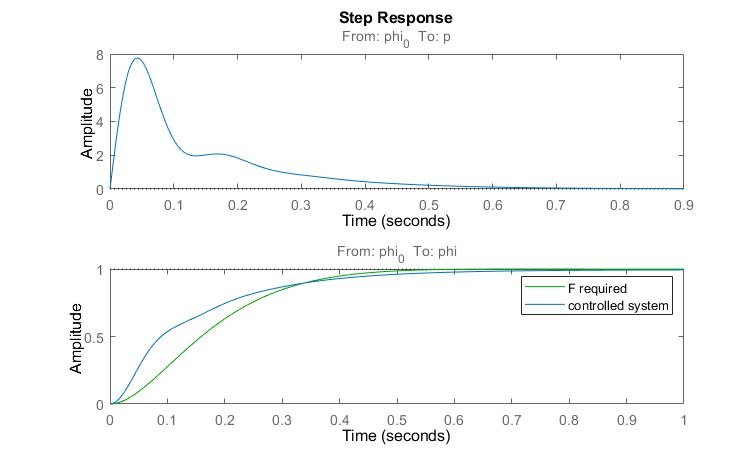 Step Response
From: phi0 To: p
Amplitude
8
6
4
2
0
0 0.1 0.2 0.3 0.4 0.5 0.6 0.7 0.8 0.9
Time (seconds)
From: phi0 To: phi
Amplitude
1
0.5
0
F required
controlled system
0 0.1 0.2 0.3 0.4 0.5 0.6 0.7 0.8 0.9 1
Time (seconds)